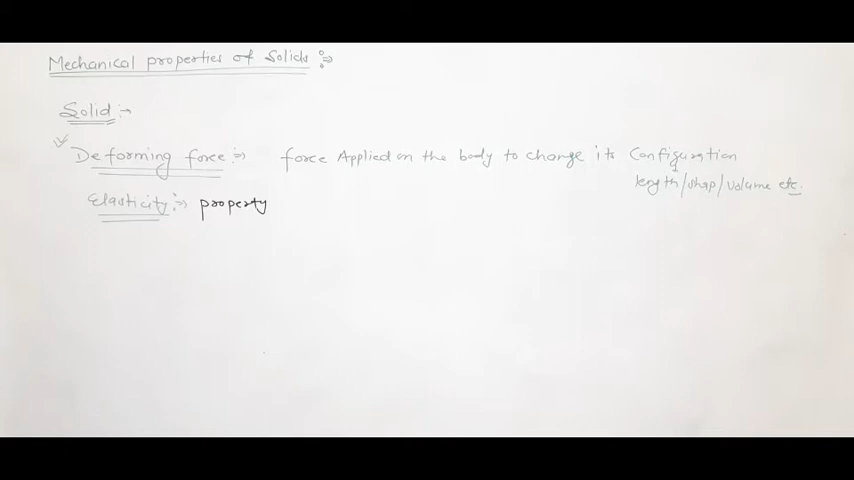 Mechanical properties of Solids :⇒
Solid :→
Deforming force :⇒ force Applied on the body to change its Configuration
length/shap/volume etc.
Elasticity :⇒ property